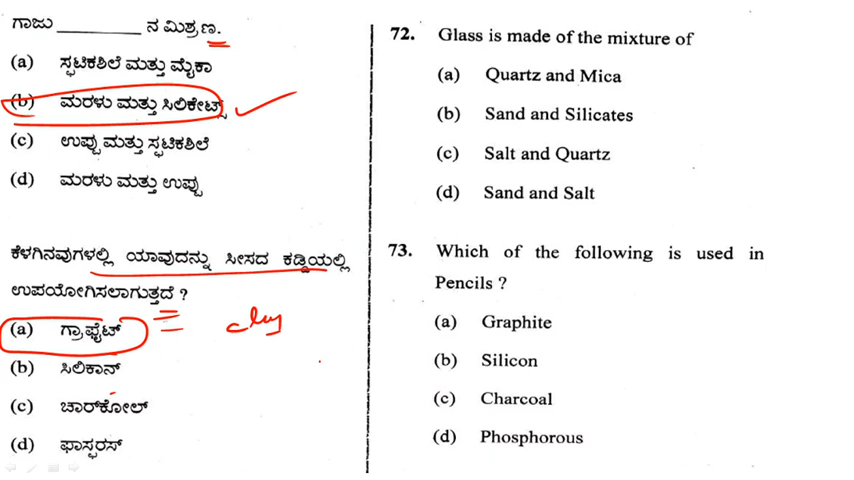 ಗಾಜು ________ ನ ಮಿಶ್ರಣ.
(a) ಸ್ಫಟಿಕಶಿಲೆ ಮತ್ತು ಮೈಕಾ
(b) ಮರಳು ಮತ್ತು ಸಿಲಿಕೇಟ್ಸ್
(c) ಉಪ್ಪು ಮತ್ತು ಸ್ಫಟಿಕಶಿಲೆ
(d) ಮರಳು ಮತ್ತು ಉಪ್ಪು
ಕೆಳಗಿನವುಗಳಲ್ಲಿ ಯಾವುದನ್ನು ಸೀಸದ ಕಡ್ಡಿಯಲ್ಲಿ
ಉಪಯೋಗಿಸಲಾಗುತ್ತದೆ ?
(a) ಗ್ರಾಫೈಟ್ clay
(b) ಸಿಲಿಕಾನ್
(c) ಚಾರ್‌ಕೋಲ್
(d) ಫಾಸ್ಫರಸ್
72. Glass is made of the mixture of
(a) Quartz and Mica
(b) Sand and Silicates
(c) Salt and Quartz
(d) Sand and Salt
73. Which of the following is used in
Pencils ?
(a) Graphite
(b) Silicon
(c) Charcoal
(d) Phosphorous